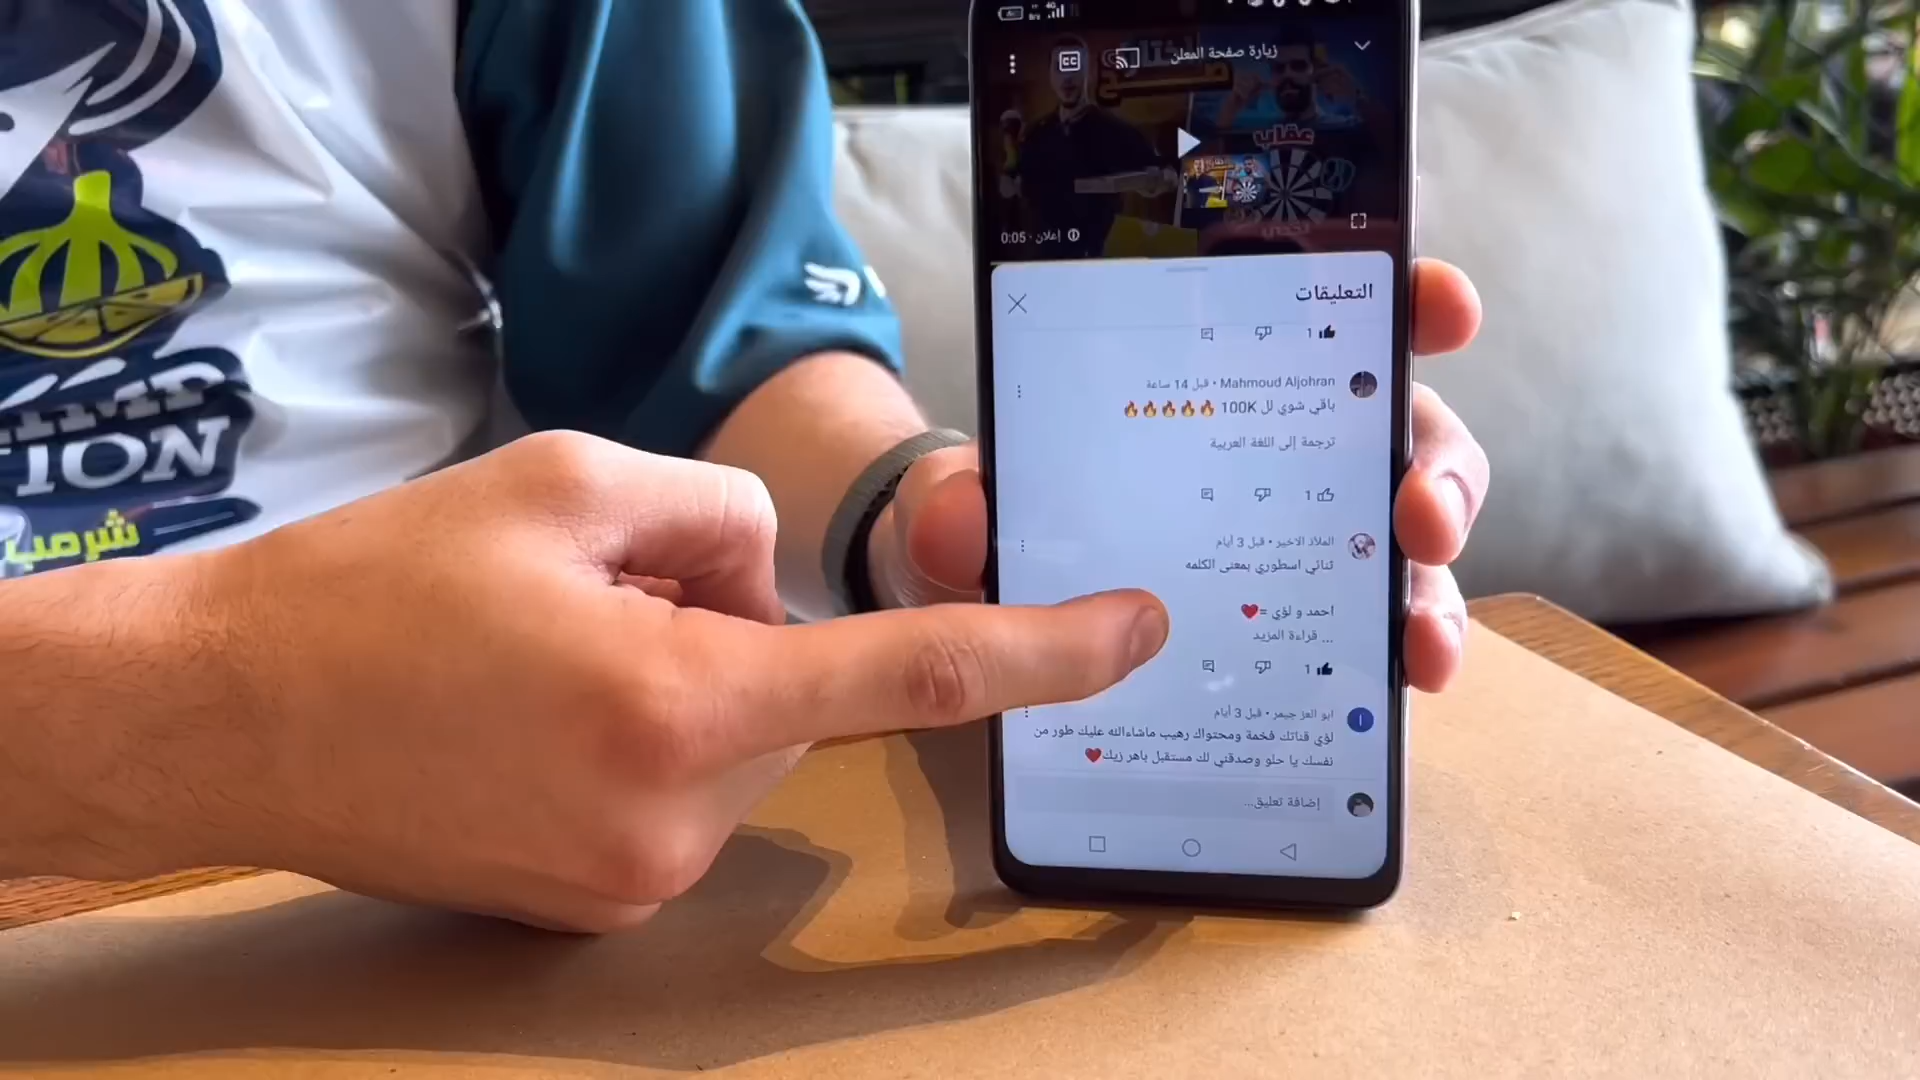 زيارة صفحة المعلن
عقاب
0:05 · إعلان
التعليقات
1
Mahmoud Aljohran • قبل 14 ساعة
باقي شوي لل 100K 🔥🔥🔥🔥🔥
ترجمة إلى اللغة العربية
1
الملاذ الاخير • قبل 3 أيام
ثنائي اسطوري بمعنى الكلمه
احمد و لؤي =❤️
... قراءة المزيد
1
ابو العز جيمر • قبل 3 أيام
لؤي قناتك فخمة ومحتواك رهيب ماشاءالله عليك طور من
نفسك يا حلو وصدقني لك مستقبل باهر زيك❤️
إضافة تعليق...
TION
شرمب